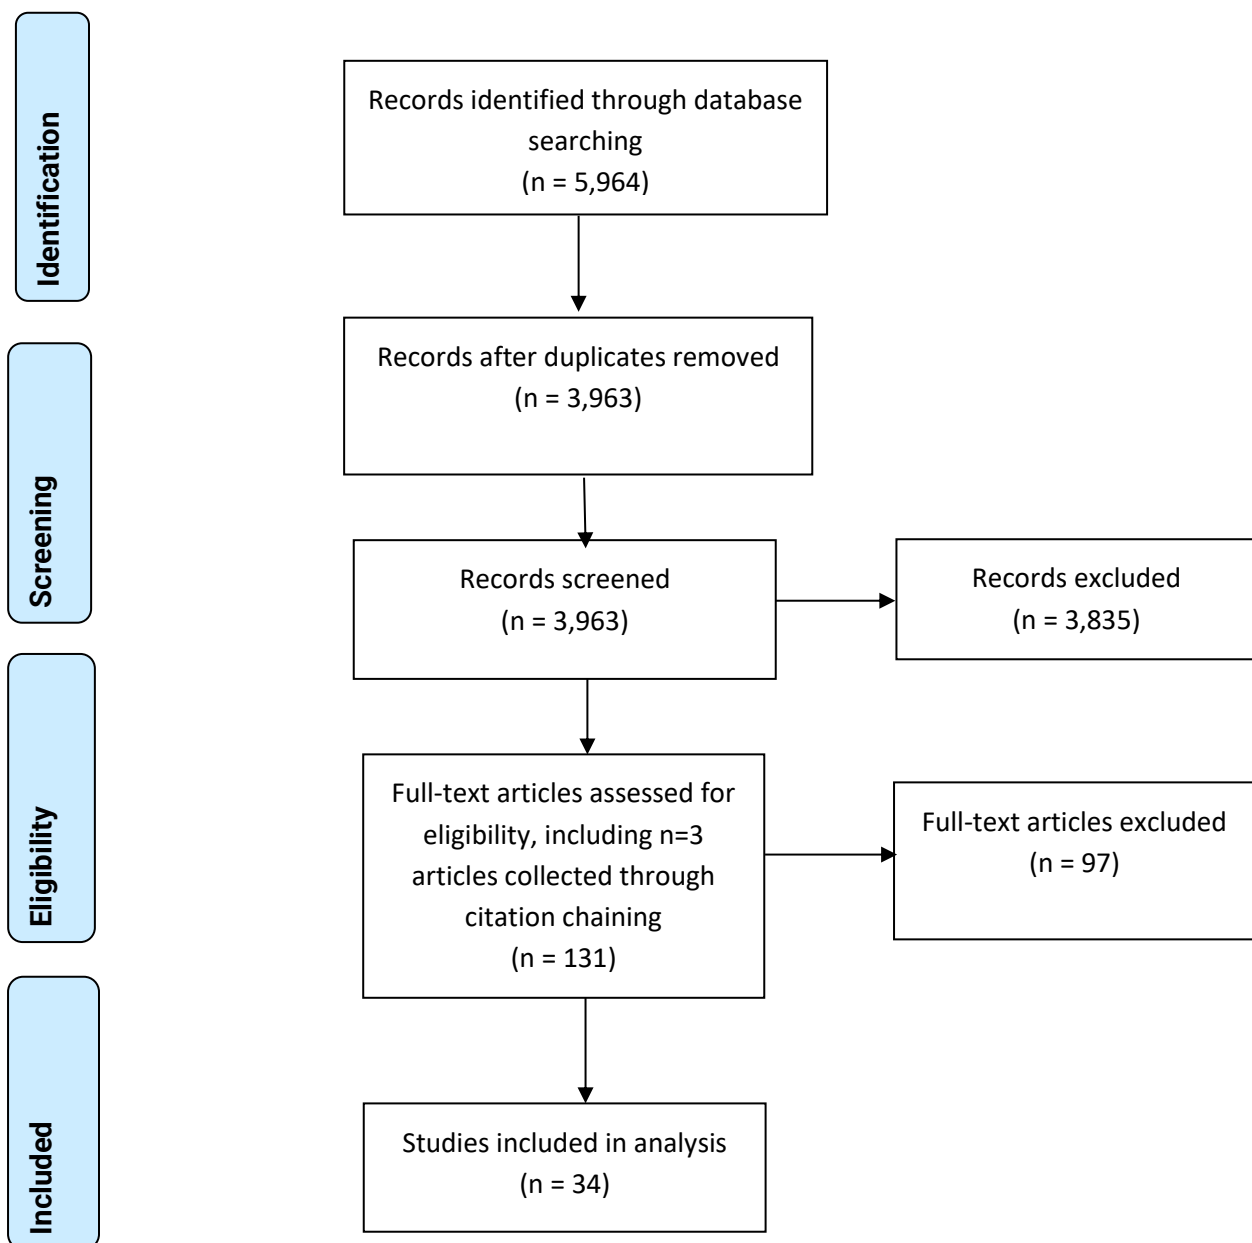 Identification
Records identified through database
searching
(n = 5,964)
Records after duplicates removed
(n = 3,963)
Screening
Records screened
(n = 3,963)
Records excluded
(n = 3,835)
Eligibility
Full-text articles assessed for
eligibility, including n=3
articles collected through
citation chaining
(n = 131)
Full-text articles excluded
(n = 97)
Included
Studies included in analysis
(n = 34)